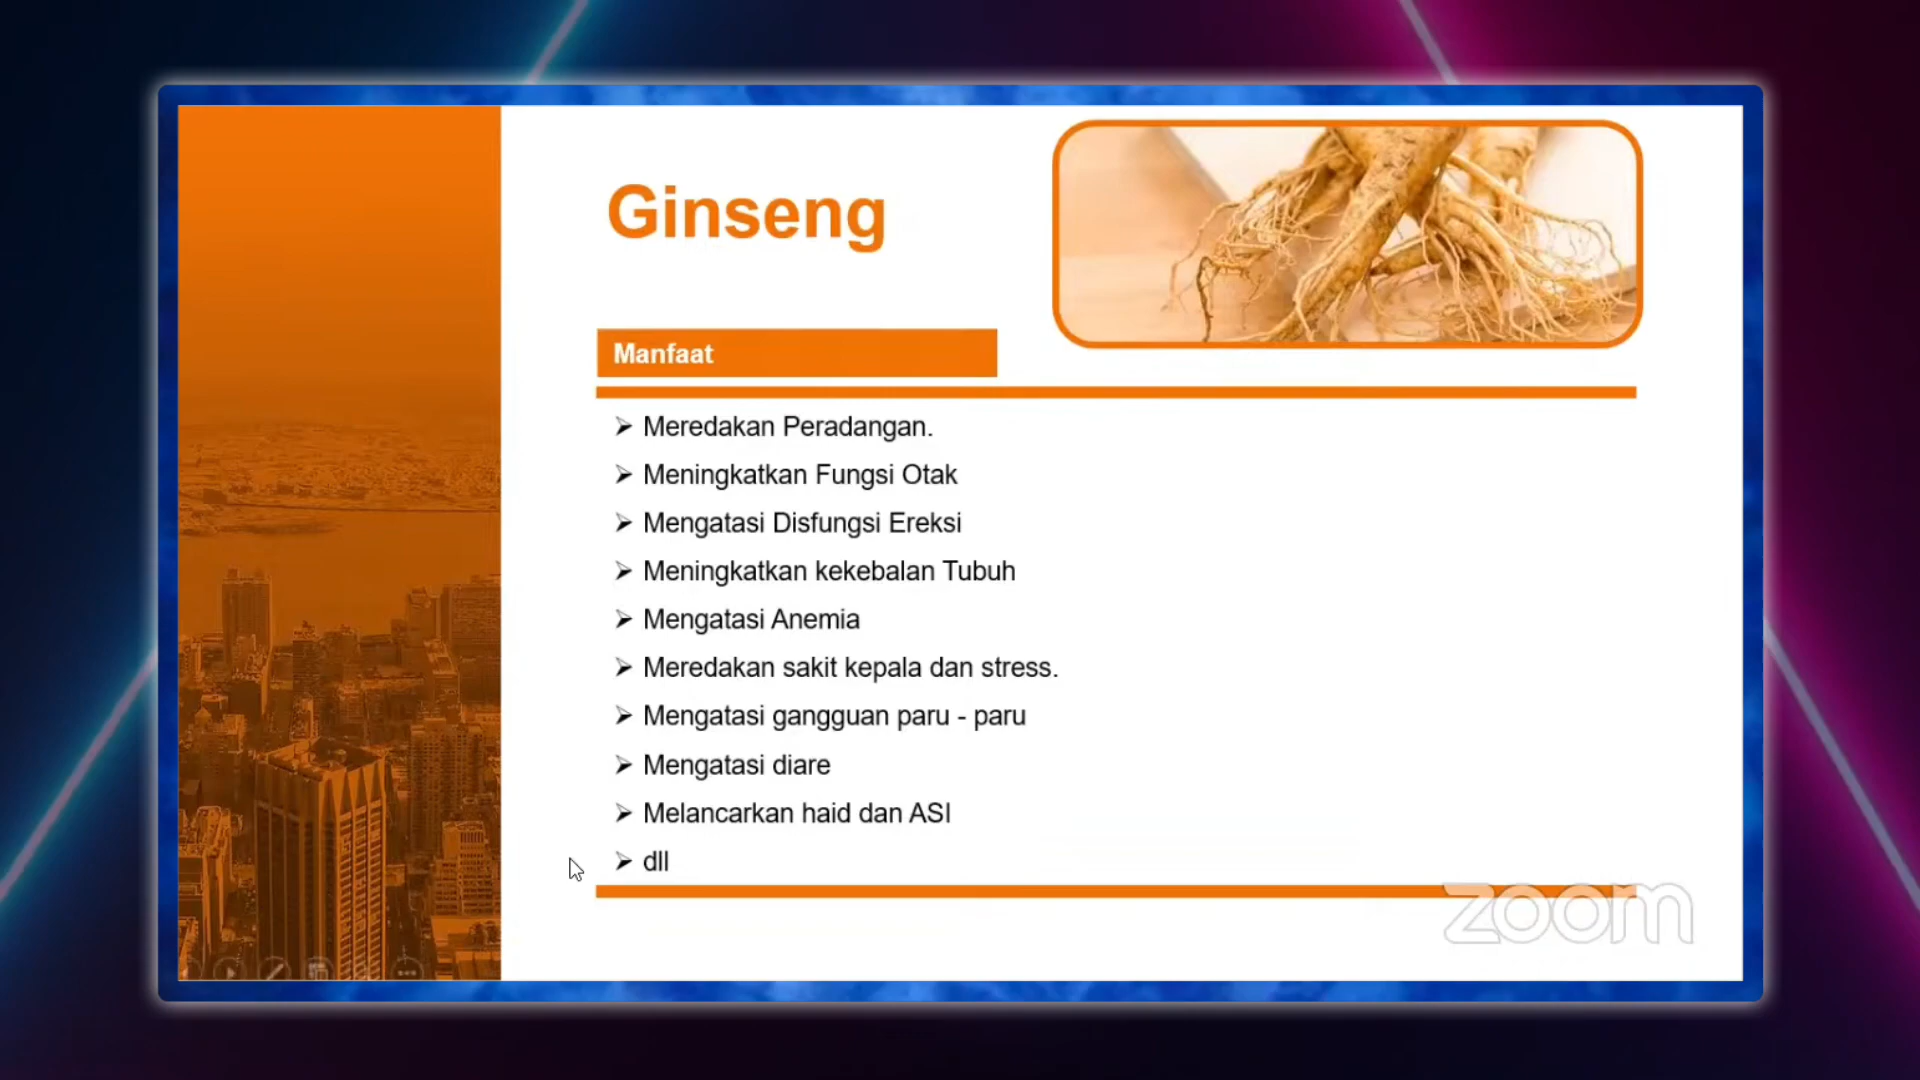 Ginseng
Manfaat
➢ Meredakan Peradangan.
➢ Meningkatkan Fungsi Otak
➢ Mengatasi Disfungsi Ereksi
➢ Meningkatkan kekebalan Tubuh
➢ Mengatasi Anemia
➢ Meredakan sakit kepala dan stress.
➢ Mengatasi gangguan paru - paru
➢ Mengatasi diare
➢ Melancarkan haid dan ASI
➢ dll
zoom